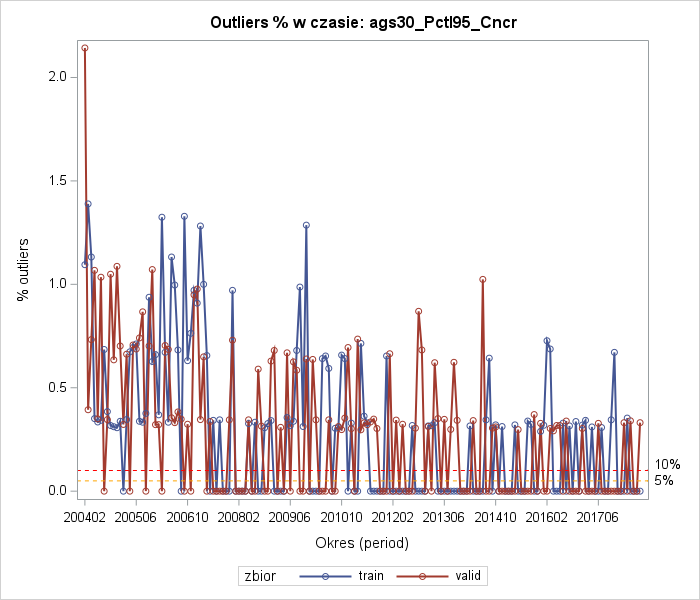 Outliers % w czasie: ags30_Pctl95_Cncr
% outliers
2.0
1.5
1.0
0.5
0.0
10%
5%
200402 200506 200610 200802 200906 201010 201202 201306 201410 201602 201706
Okres (period)
zbior train valid